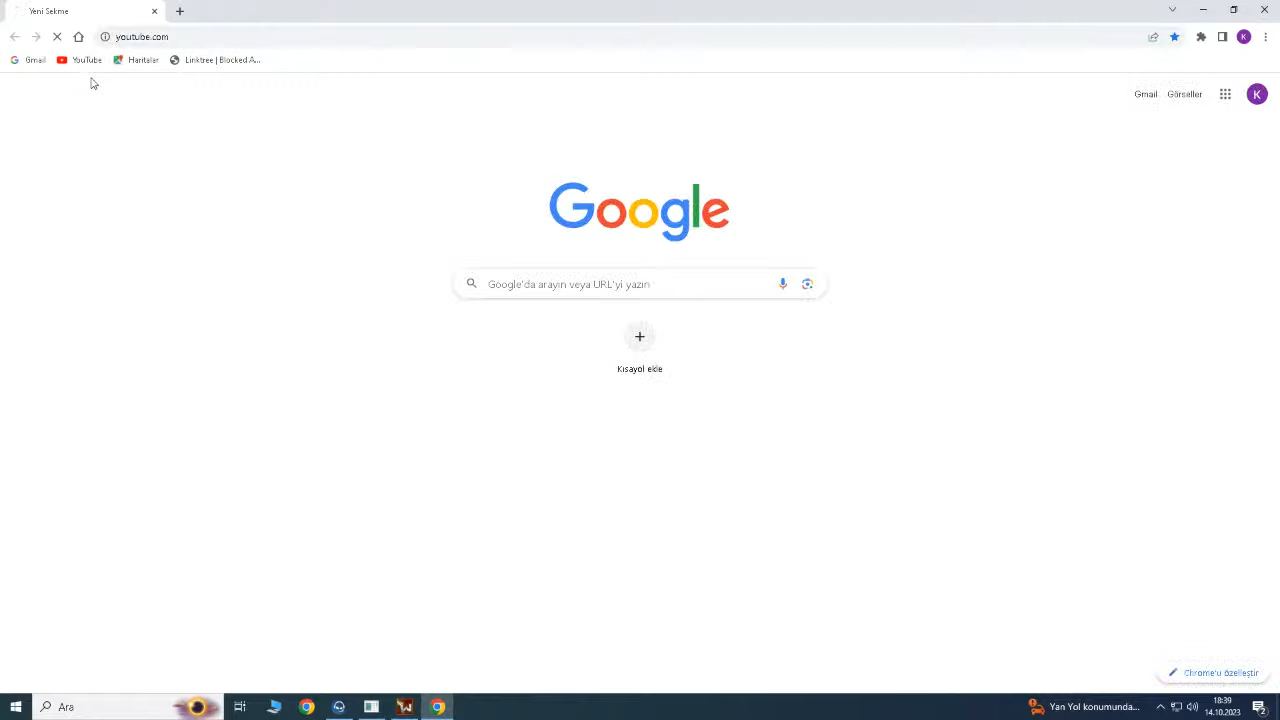 Yeni Sekme
youtube.com
K
Gmail YouTube Haritalar Linktree | Blocked A...
Gmail Görseller K
Google
Google'da arayın veya URL'yi yazın
Kısayol ekle
Chrome'u özelleştir
Ara
Yan Yol konumunda...
18:39
14.10.2023
2